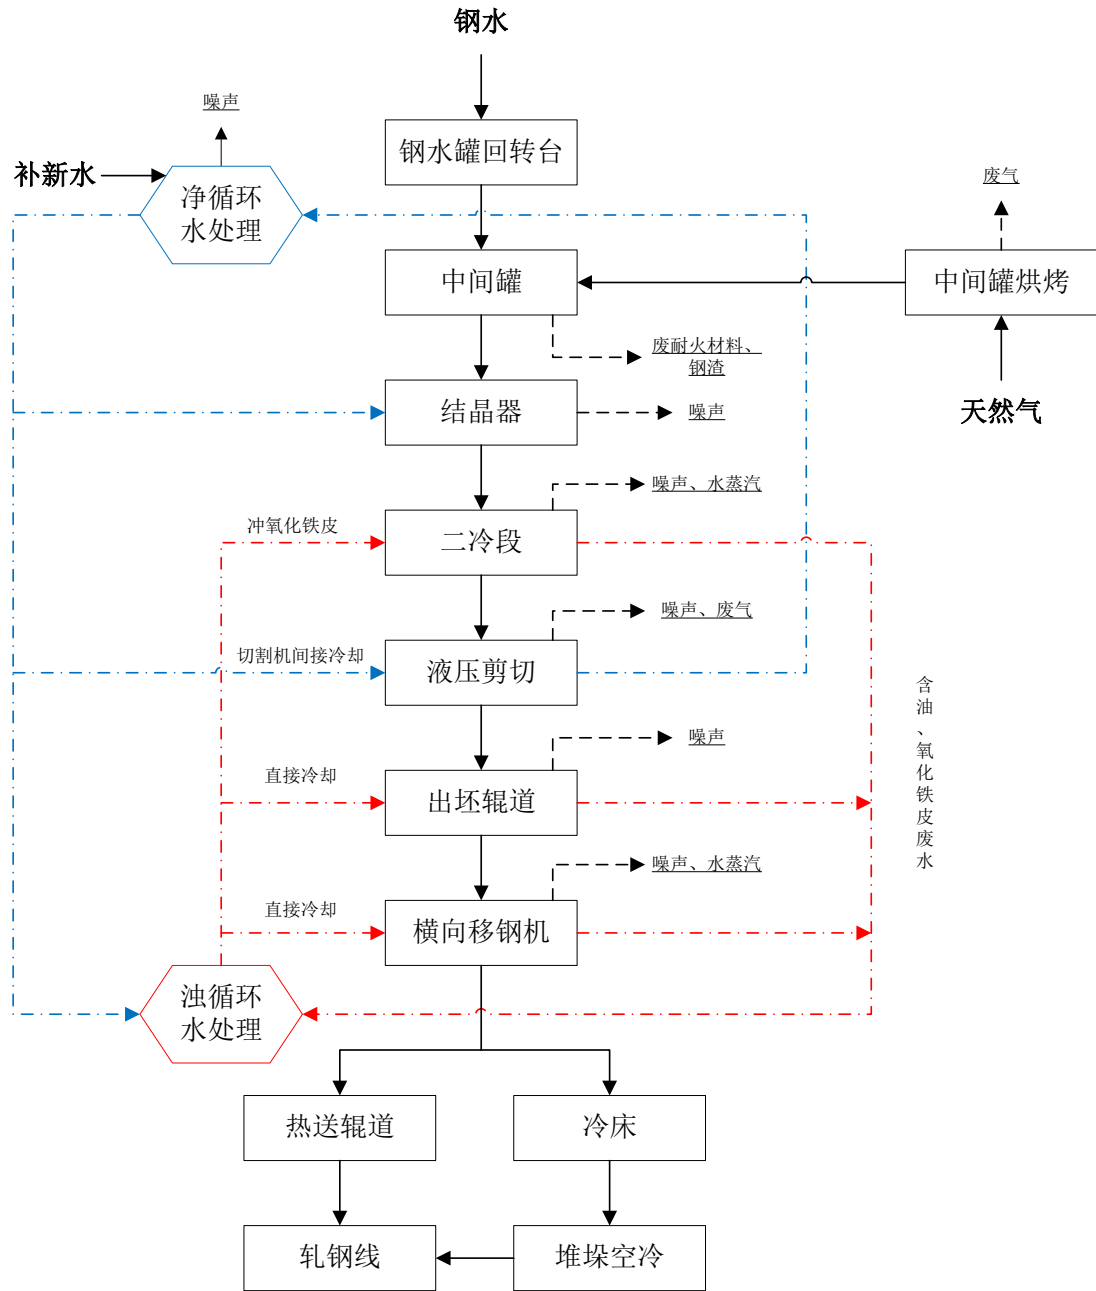 钢水
噪声
钢水罐回转台
补新水
净循环
水处理
废气
中间罐
中间罐烘烤
废耐火材料、
钢渣
结晶器
噪声
天然气
噪声、水蒸汽
冲氧化铁皮
二冷段
噪声、废气
切割机间接冷却
液压剪切
含油、氧化铁皮废水
噪声
直接冷却
出坯辊道
噪声、水蒸汽
直接冷却
横向移钢机
浊循环
水处理
热送辊道
冷床
轧钢线
堆垛空冷